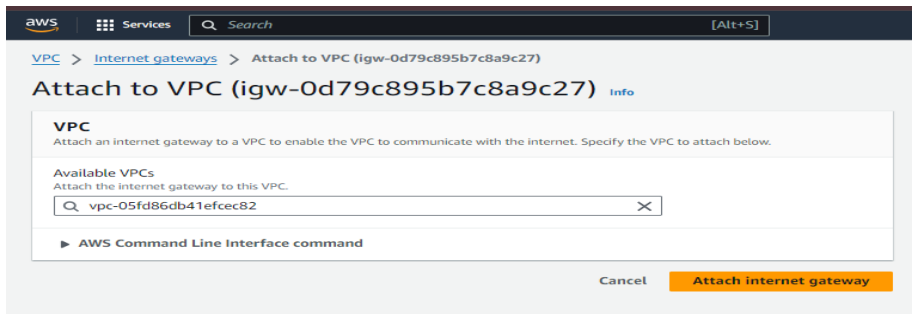 aws Services Search [Alt+S]
VPC > Internet gateways > Attach to VPC (igw-0d79c895b7c8a9c27)
Attach to VPC (igw-0d79c895b7c8a9c27) Info
VPC
Attach an internet gateway to a VPC to enable the VPC to communicate with the internet. Specify the VPC to attach below.
Available VPCs
Attach the internet gateway to this VPC.
vpc-05fd86db41efcec82
AWS Command Line Interface command
Cancel Attach internet gateway